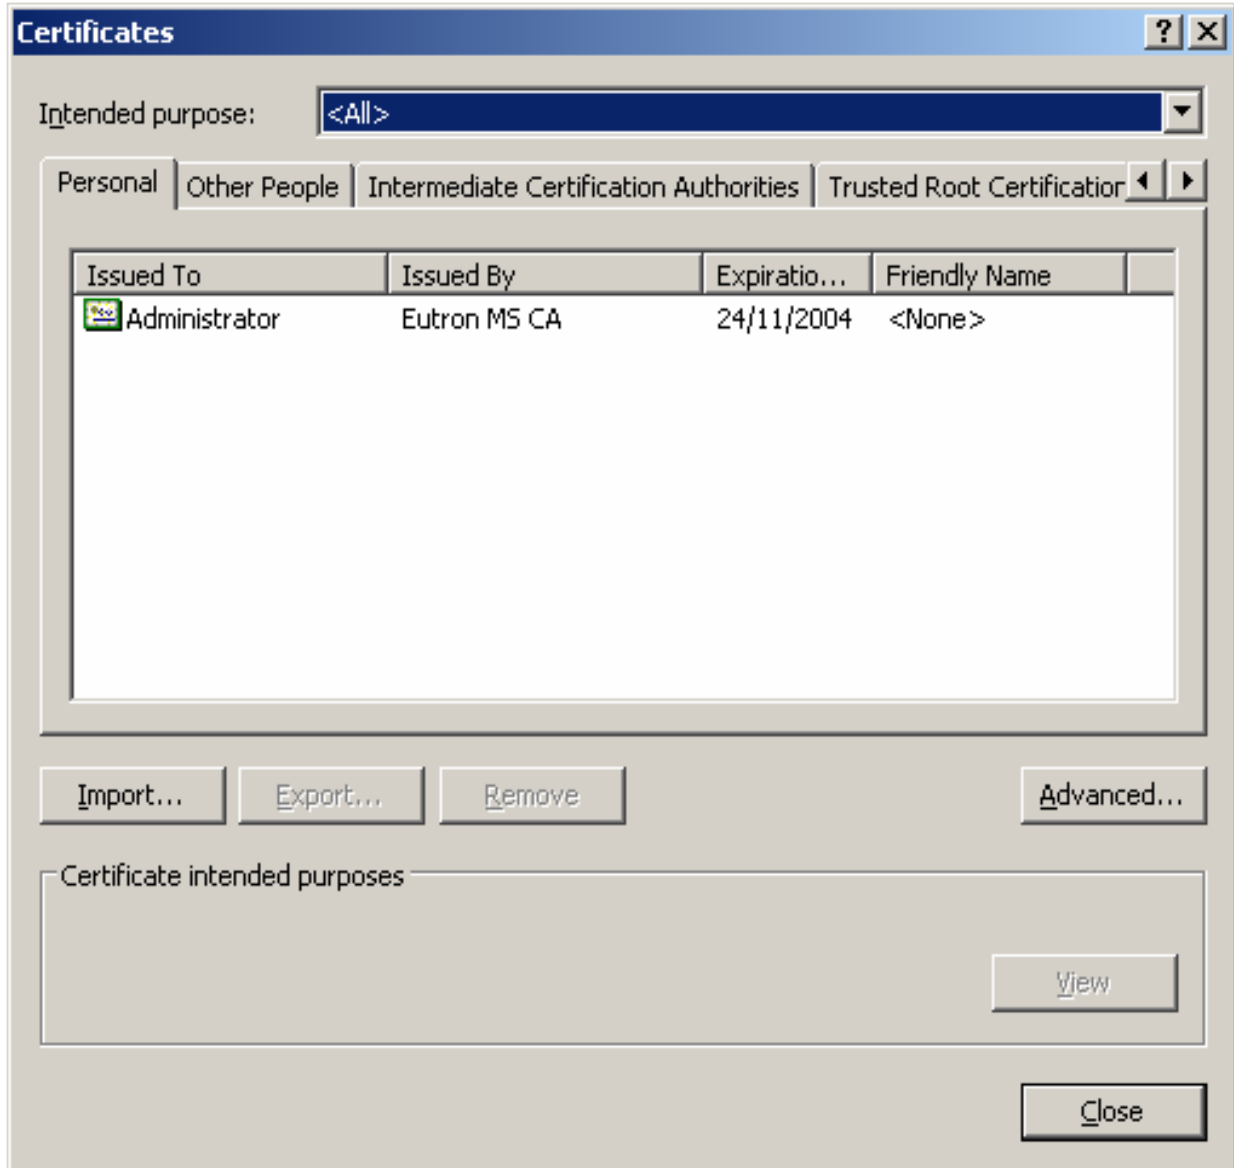 Certificates
Intended purpose: <All>
Personal Other People Intermediate Certification Authorities Trusted Root Certification
Issued To Issued By Expiratio... Friendly Name
Administrator Eutron MS CA 24/11/2004 <None>
Import... Export... Remove Advanced...
Certificate intended purposes
View
Close